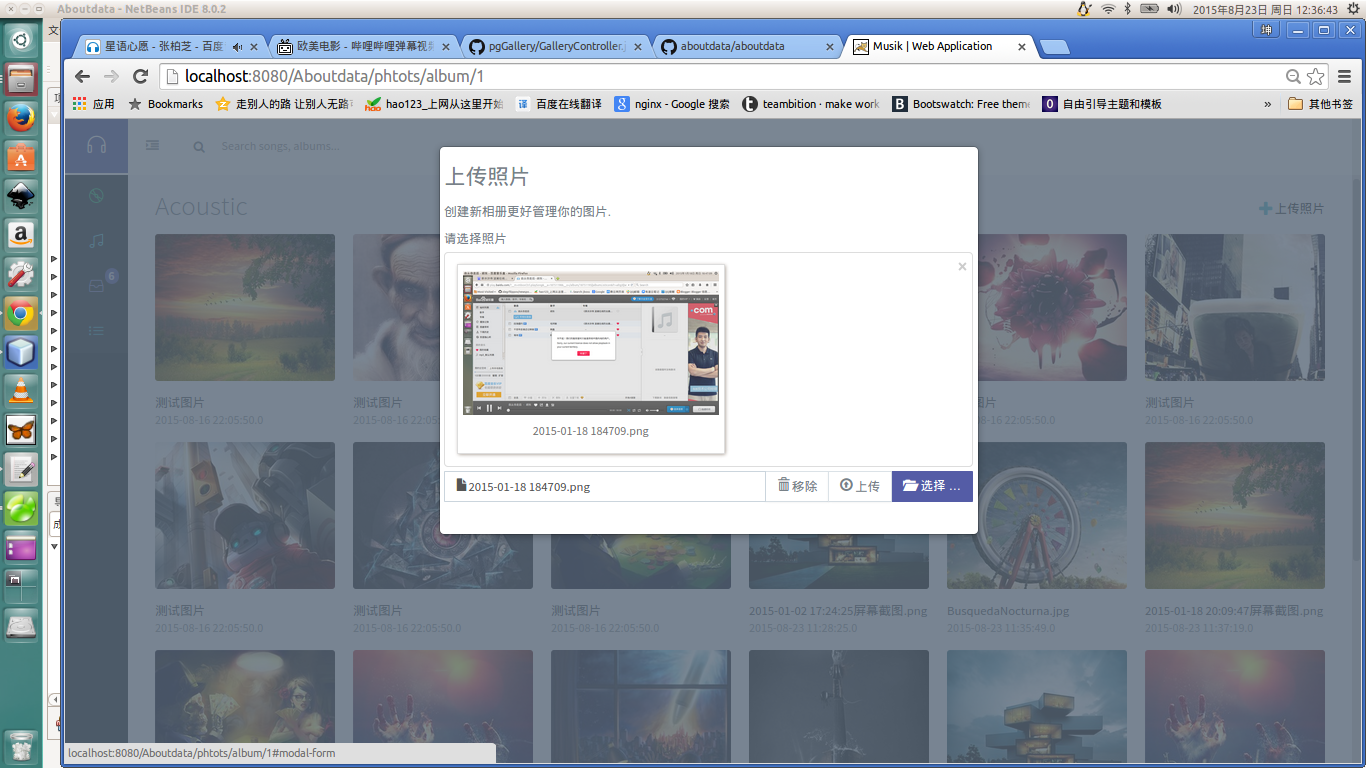 Aboutdata - NetBeans IDE 8.0.2
2015年8月23日 周日 12:36:43
文
坤
星语心愿 - 张柏芝 - 百度
欧美电影 - 哔哩哔哩弹幕视
pgGallery/GalleryController.j
aboutdata/aboutdata
Musik | Web Application
localhost:8080/Aboutdata/phtots/album/1
应用
Bookmarks
走别人的路 让别人无路
hao123_上网从这里开始
百度在线翻译
nginx - Google 搜索
teambition · make work
Bootswatch: Free theme
自由引导主题和模板
»
其他书签
Search songs, albums...
Acoustic
上传照片
6
上传照片
创建新相册更好管理你的图片.
请选择照片
×
2015-01-18 184709.png
2015-01-18 184709.png
移除
上传
选择 ...
测试图片
2015-08-16 22:05:50.0
测试图片
2015-08-16 22:05:50.0
测试图片
2015-08-16 22:05:50.0
测试图片
2015-08-16 22:05:50.0
测试图片
2015-08-16 22:05:50.0
测试图片
2015-08-16 22:05:50.0
测试图片
2015-08-16 22:05:50.0
2015-01-02 17:24:25屏幕截图.png
2015-08-23 11:28:25.0
BusquedaNocturna.jpg
2015-08-23 11:35:49.0
2015-01-18 20:09:47屏幕截图.png
2015-08-23 11:37:19.0
localhost:8080/Aboutdata/phtots/album/1#modal-form